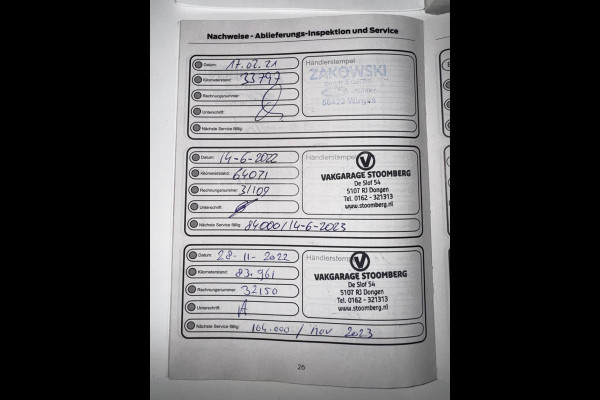 Nachweise - Ablieferungs-Inspektion und Service
Datum: 17.02.21
Kilometerstand: 33797
Rechnungsnummer:
Unterschrift:
Nächste Service fällig:
Händlerstempel
ZAKOWSKI
56422 Wirges
Datum: 14-6-2022
Kilometerstand: 64071
Rechnungsnummer: 31109
Unterschrift:
Nächste Service fällig: 84000/14-6-2023
Händlerstempel
VAKGARAGE STOOMBERG
De Slof 54
5107 RJ Dongen
Tel. 0162 - 321313
www.stoomberg.nl
Datum: 28-11-2022
Kilometerstand: 83.961
Rechnungsnummer: 32150
Unterschrift:
Nächste Service fällig: 104.000 / nov 2023
Händlerstempel
VAKGARAGE STOOMBERG
De Slof 54
5107 RJ Dongen
Tel. 0162 - 321313
www.stoomberg.nl
26